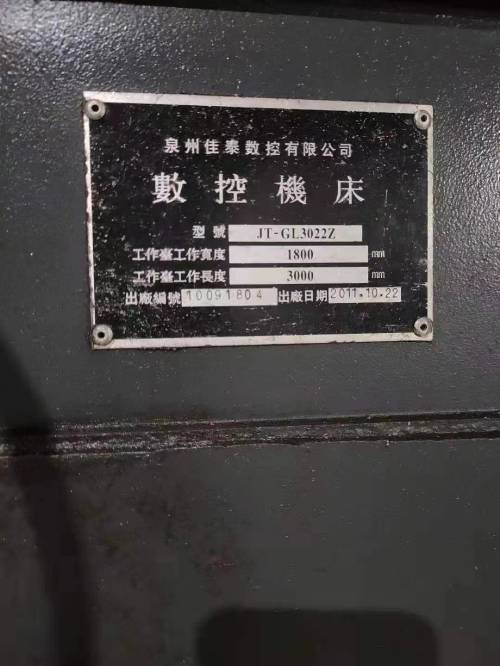 泉州佳泰數控有限公司
數控機床
型號 JT-GL3022Z
工作臺工作寬度 1800 mm
工作臺工作長度 3000 mm
出廠編號 10091804 出廠日期 2011.10.22